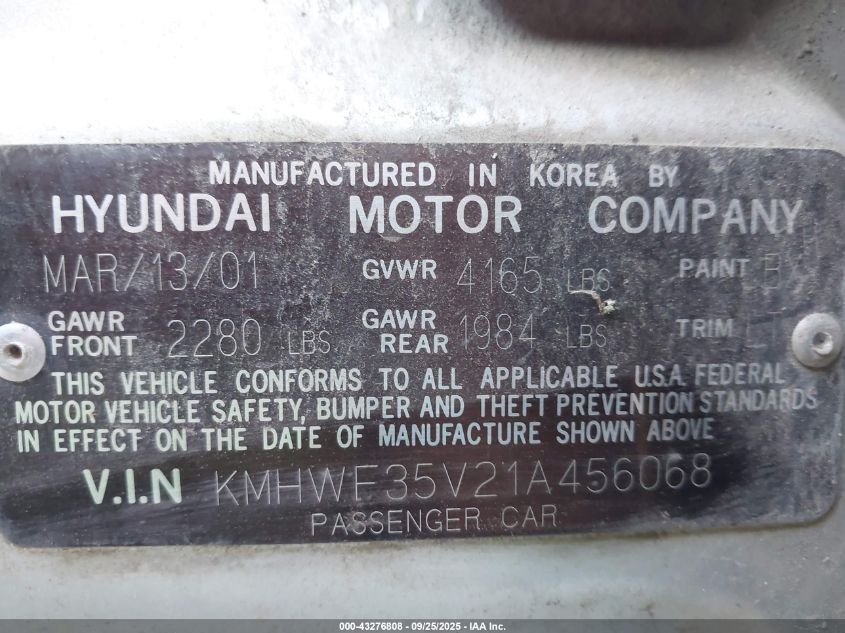 MANUFACTURED IN KOREA BY
HYUNDAI MOTOR COMPANY
MAR/13/01 GVWR 4165 LBS PAINT
GAWR FRONT 2280 LBS GAWR REAR 1984 LBS TRIM
THIS VEHICLE CONFORMS TO ALL APPLICABLE U.S.A. FEDERAL
MOTOR VEHICLE SAFETY, BUMPER AND THEFT PREVENTION STANDARDS
IN EFFECT ON THE DATE OF MANUFACTURE SHOWN ABOVE
V.I.N KMHWF35V21A456068
PASSENGER CAR
000-43276808 - 09/25/2025 - IAA Inc.